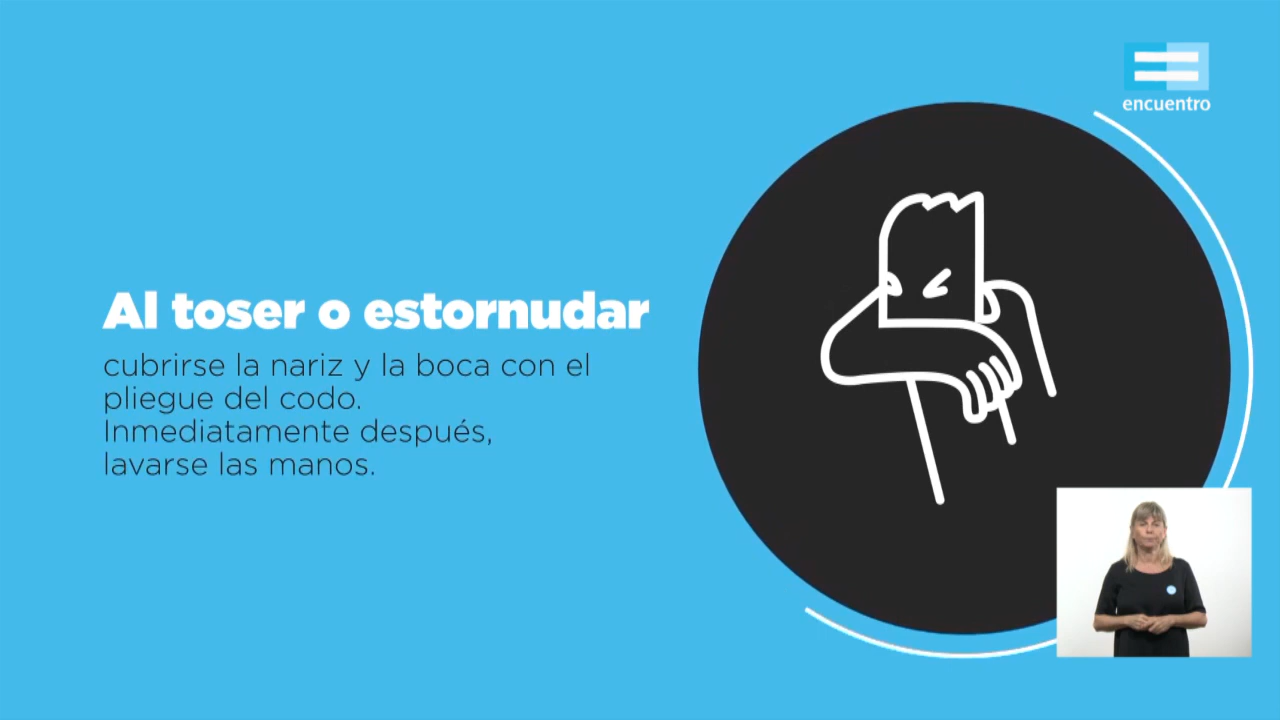 encuentro
Al toser o estornudar
cubrirse la nariz y la boca con el
pliegue del codo.
Inmediatamente después,
lavarse las manos.